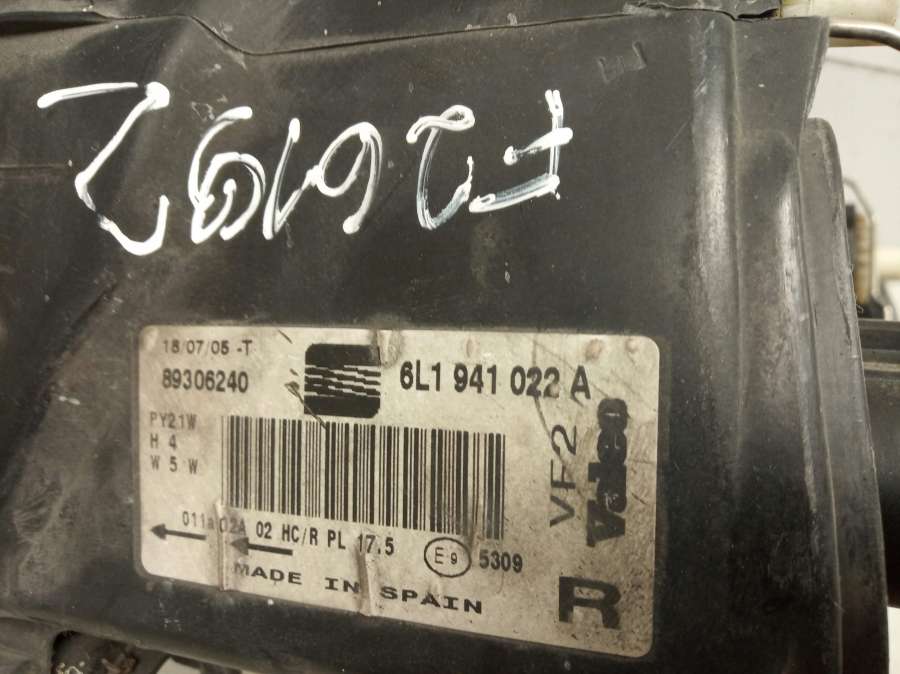 18/07/05 -T
89306240
6L1 941 022 A
PY21W
H 4
W 5 W
VF2
Valeo
011a 02A 02 HC/R PL 17.5
E9 5309
MADE IN SPAIN
R